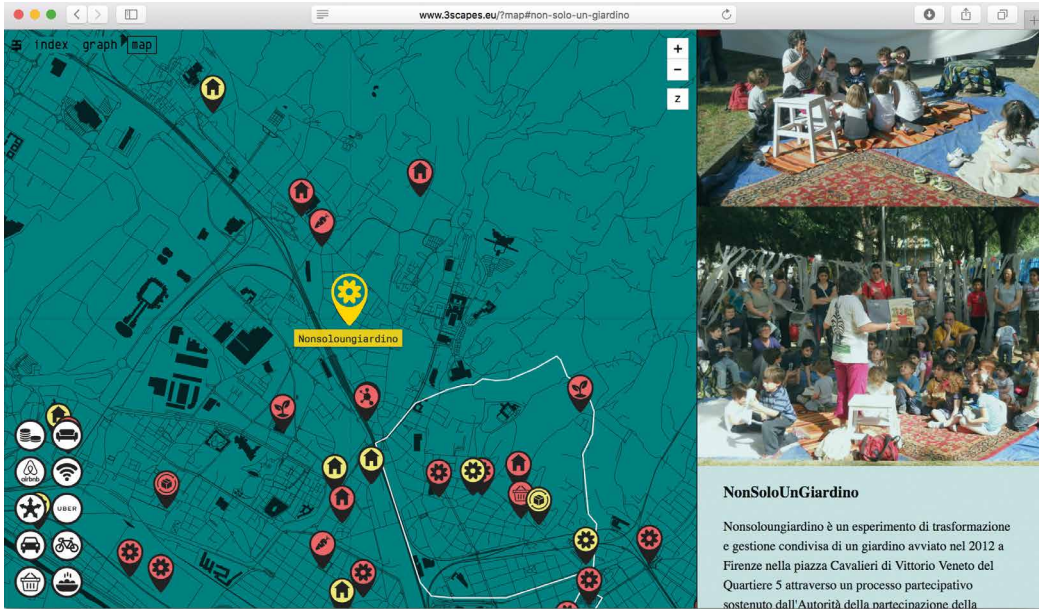 www.3scapes.eu/?map#non-solo-un-giardino
index graph map
+
−
z
Nonsoloungiardino
airbnb
UBER
NonSoloUnGiardino
Nonsoloungiardino è un esperimento di trasformazione
e gestione condivisa di un giardino avviato nel 2012 a
Firenze nella piazza Cavalieri di Vittorio Veneto del
Quartiere 5 attraverso un processo partecipativo
sostenuto dall'Autorità della partecipazione della